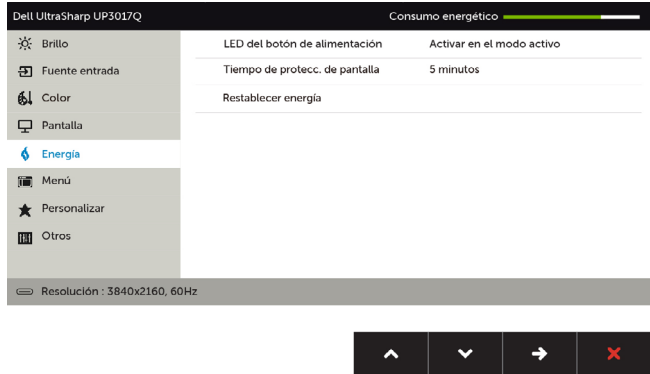 Dell UltraSharp UP3017Q
Consumo energético
Brillo
LED del botón de alimentación
Activar en el modo activo
Fuente entrada
Tiempo de protecc. de pantalla
5 minutos
Color
Restablecer energía
Pantalla
Energía
Menú
Personalizar
Otros
Resolución : 3840x2160, 60Hz